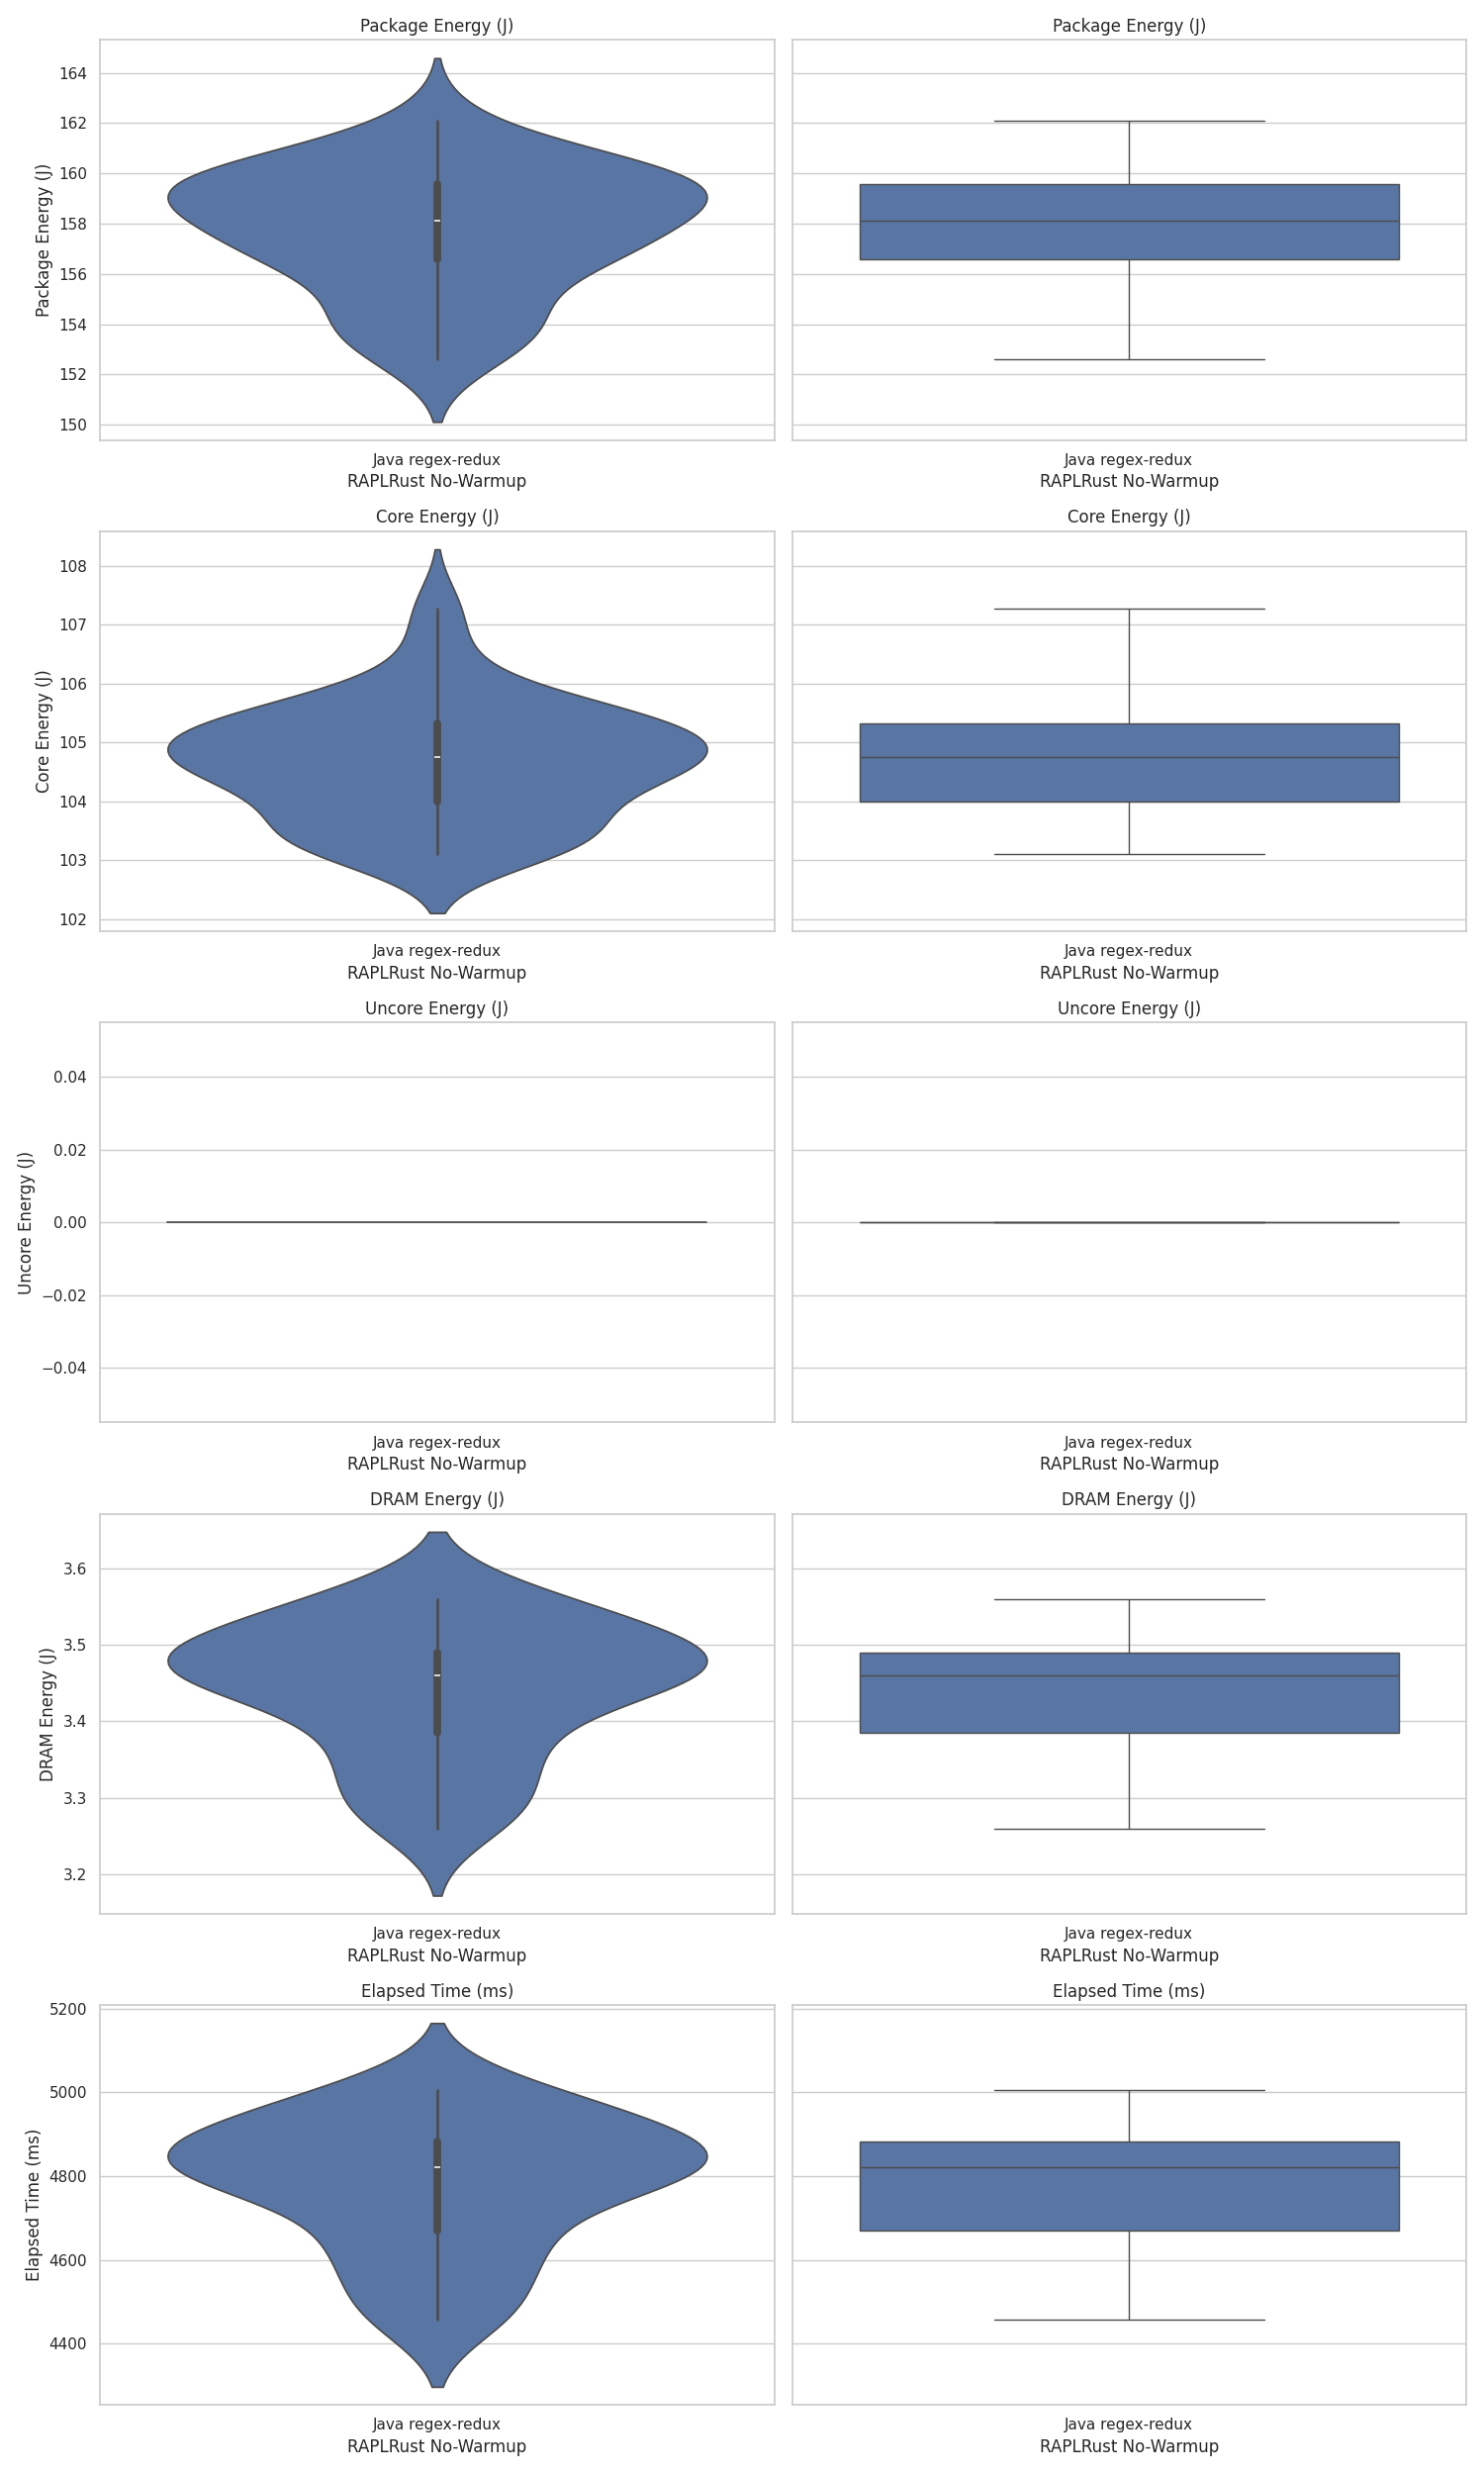 Package Energy (J)
Package Energy (J)
Package Energy (J)
164
162
160
158
156
154
152
150
Java regex-redux
RAPLRust No-Warmup
Java regex-redux
RAPLRust No-Warmup
Core Energy (J)
Core Energy (J)
Core Energy (J)
108
107
106
105
104
103
102
Java regex-redux
RAPLRust No-Warmup
Java regex-redux
RAPLRust No-Warmup
Uncore Energy (J)
Uncore Energy (J)
Uncore Energy (J)
0.04
0.02
0.00
−0.02
−0.04
Java regex-redux
RAPLRust No-Warmup
Java regex-redux
RAPLRust No-Warmup
DRAM Energy (J)
DRAM Energy (J)
DRAM Energy (J)
3.6
3.5
3.4
3.3
3.2
Java regex-redux
RAPLRust No-Warmup
Java regex-redux
RAPLRust No-Warmup
Elapsed Time (ms)
Elapsed Time (ms)
Elapsed Time (ms)
5200
5000
4800
4600
4400
Java regex-redux
RAPLRust No-Warmup
Java regex-redux
RAPLRust No-Warmup